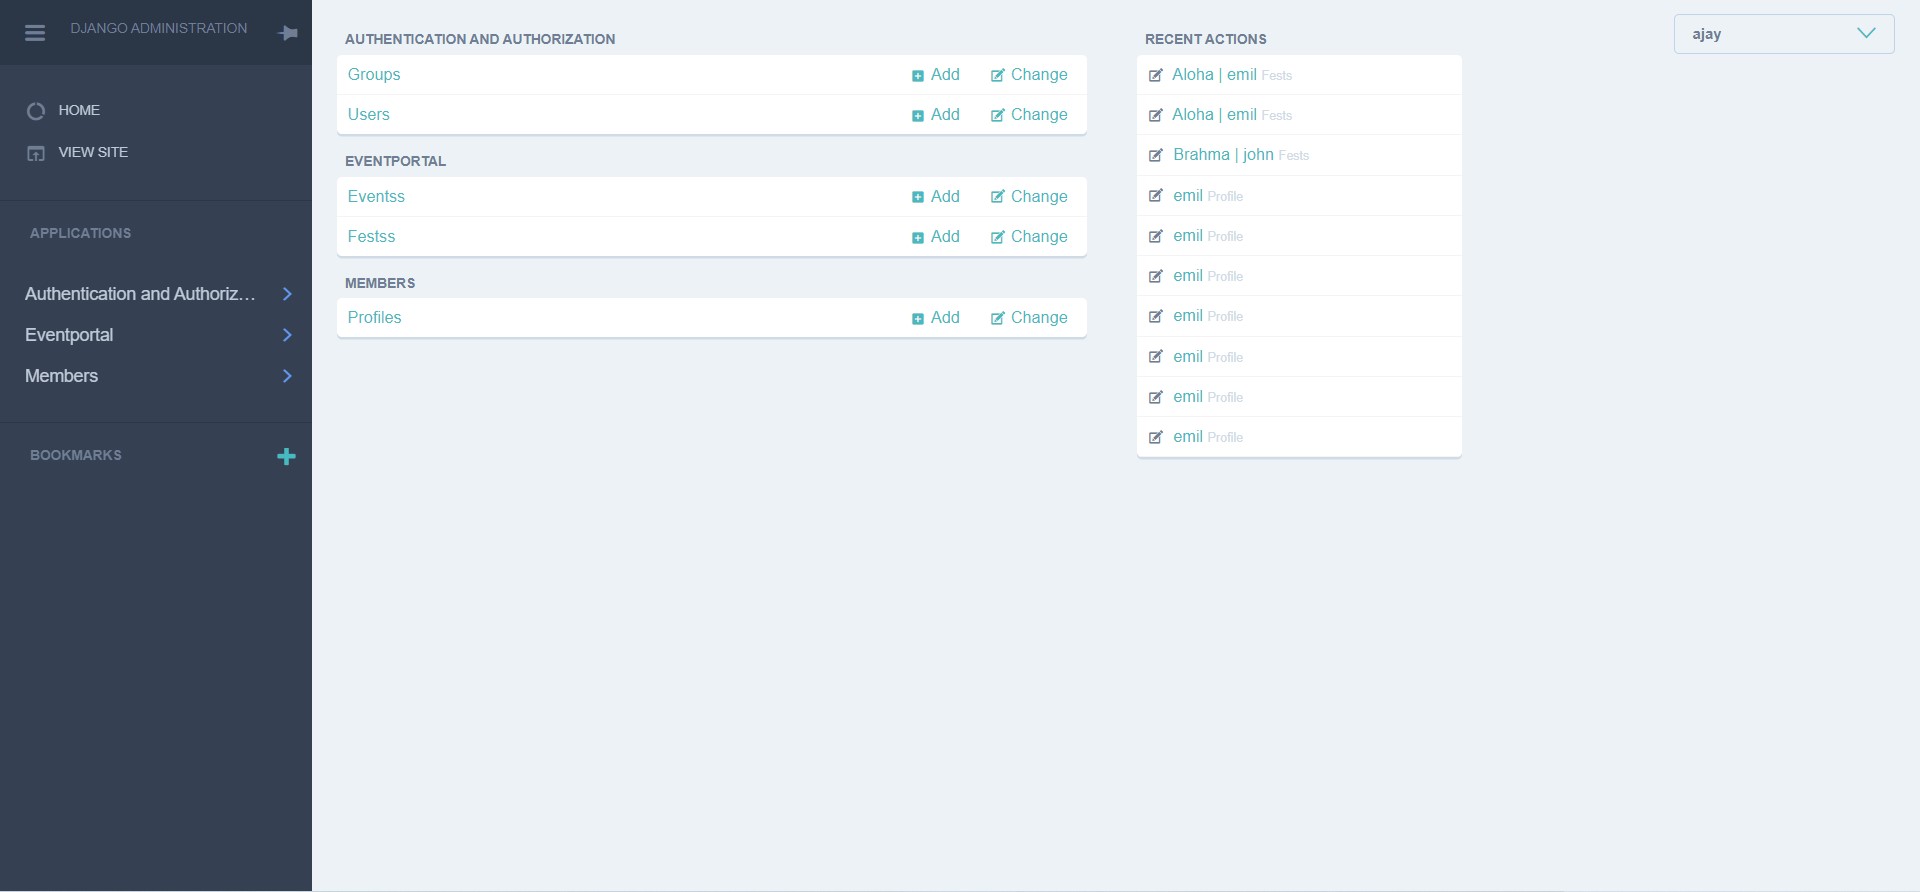 DJANGO ADMINISTRATION
HOME
VIEW SITE
APPLICATIONS
Authentication and Authoriz...
Eventportal
Members
BOOKMARKS
AUTHENTICATION AND AUTHORIZATION
Groups Add Change
Users Add Change
EVENTPORTAL
Eventss Add Change
Festss Add Change
MEMBERS
Profiles Add Change
RECENT ACTIONS
Aloha | emil Fests
Aloha | emil Fests
Brahma | john Fests
emil Profile
emil Profile
emil Profile
emil Profile
emil Profile
emil Profile
emil Profile
ajay